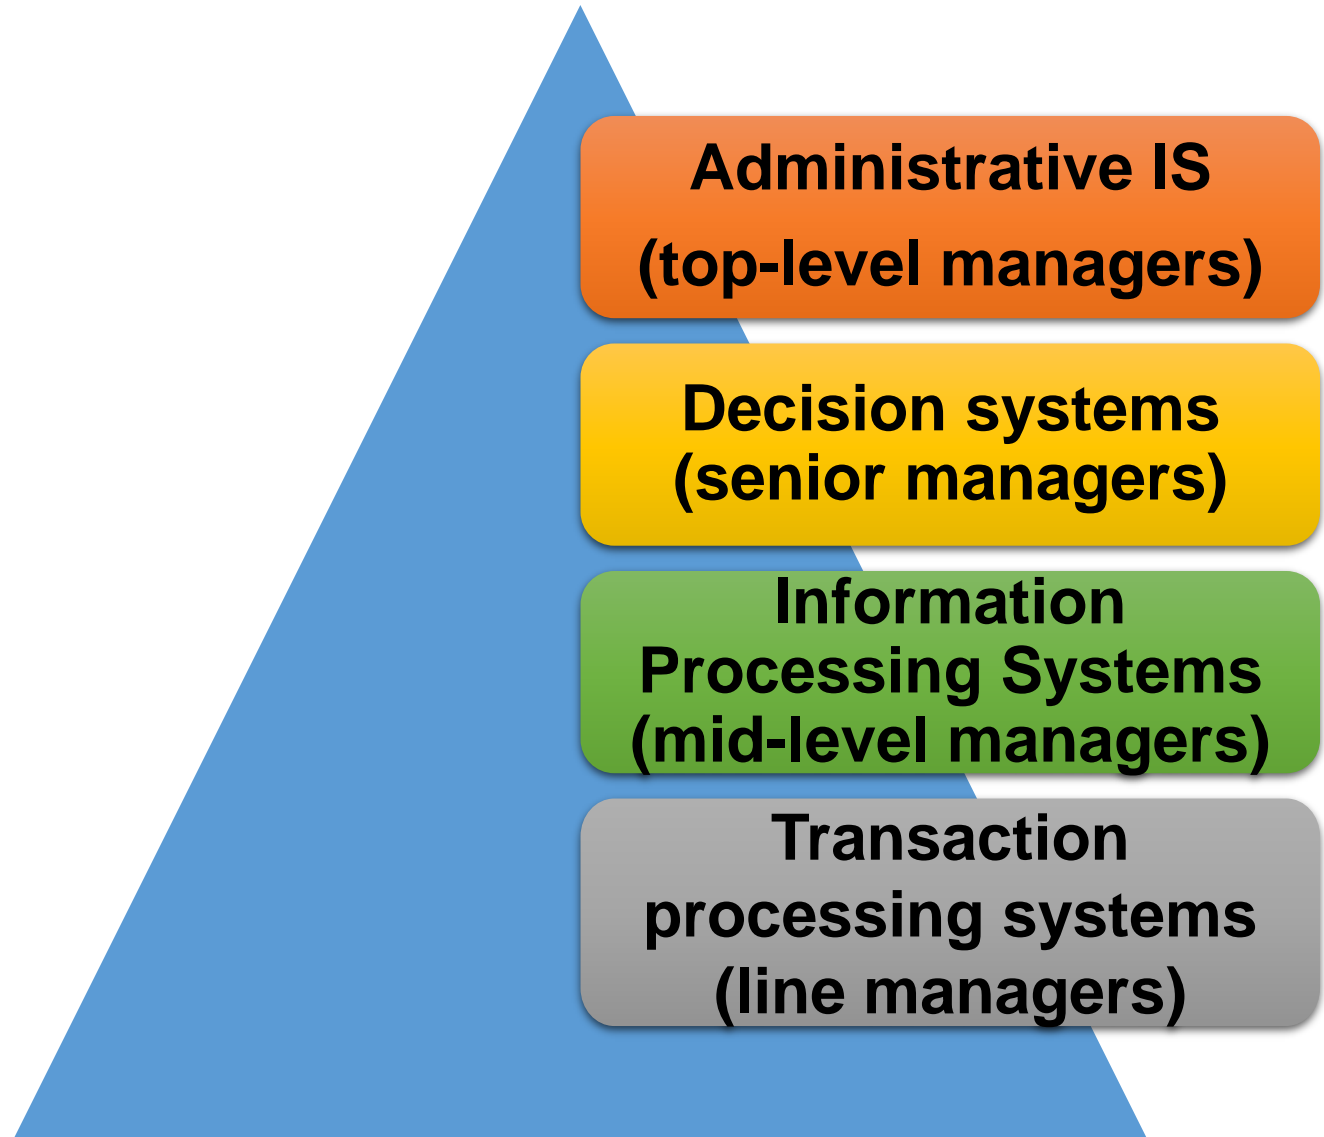 Administrative IS
(top-level managers)
Decision systems
(senior managers)
Information
Processing Systems
(mid-level managers)
Transaction
processing systems
(line managers)